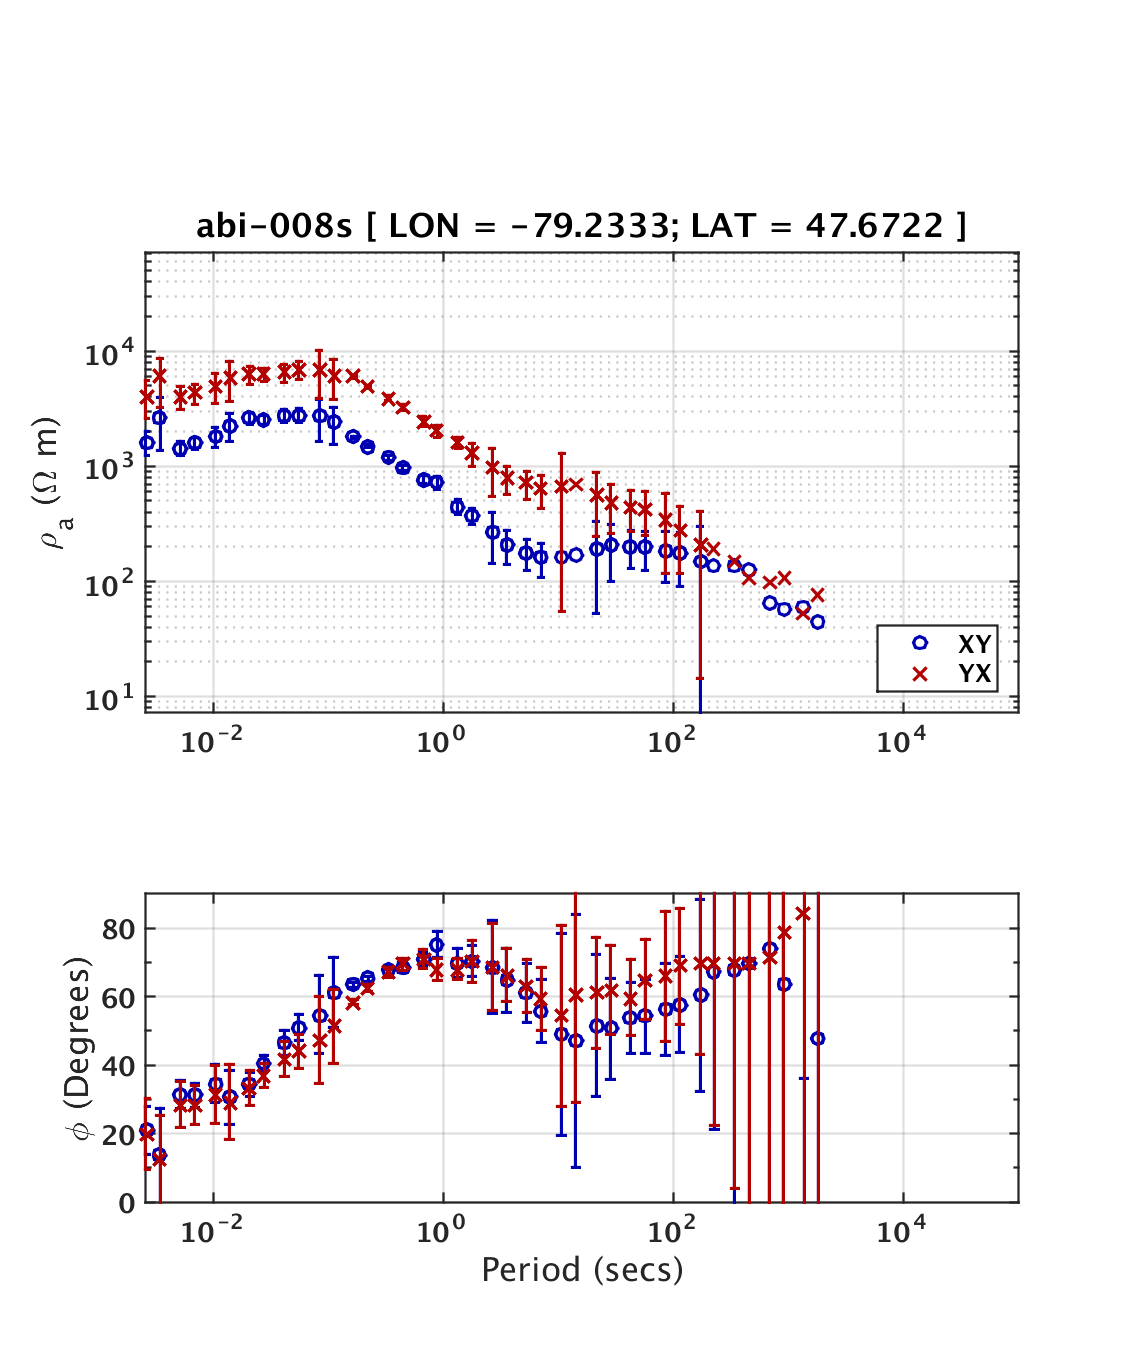 abi-008s [ LON = -79.2333; LAT = 47.6722 ]
10^4
10^3
10^2
10^1
ρ_a (Ω m)
XY
YX
10^-2 10^0 10^2 10^4
80
60
40
20
0
ϕ (Degrees)
10^-2 10^0 10^2 10^4
Period (secs)